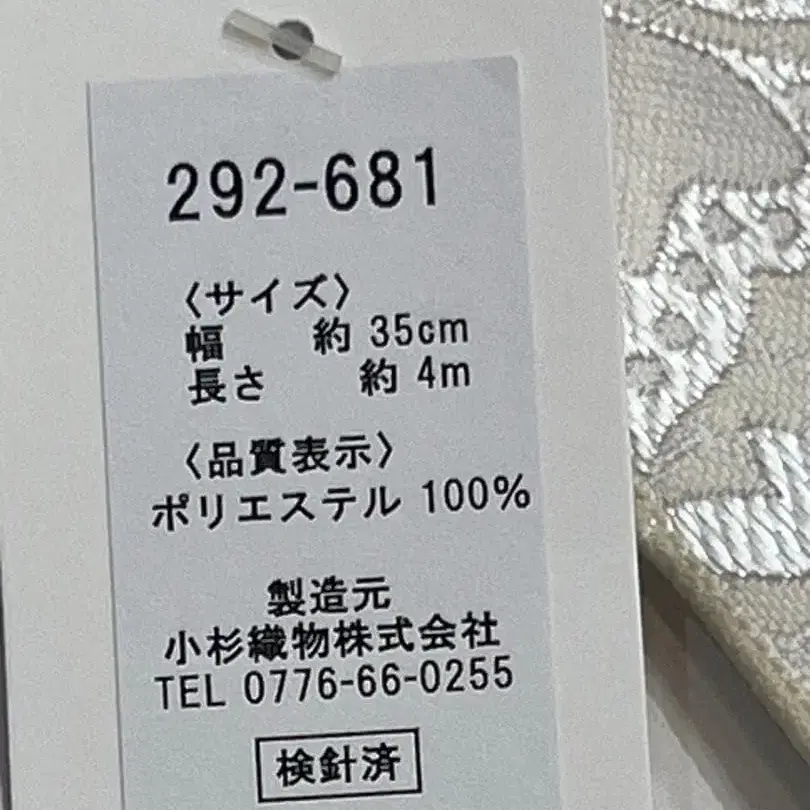 292-681
〈サイズ〉
幅 約 35cm
長さ 約 4m
〈品質表示〉
ポリエステル 100%
製造元
小杉織物株式会社
TEL 0776-66-0255
検針済